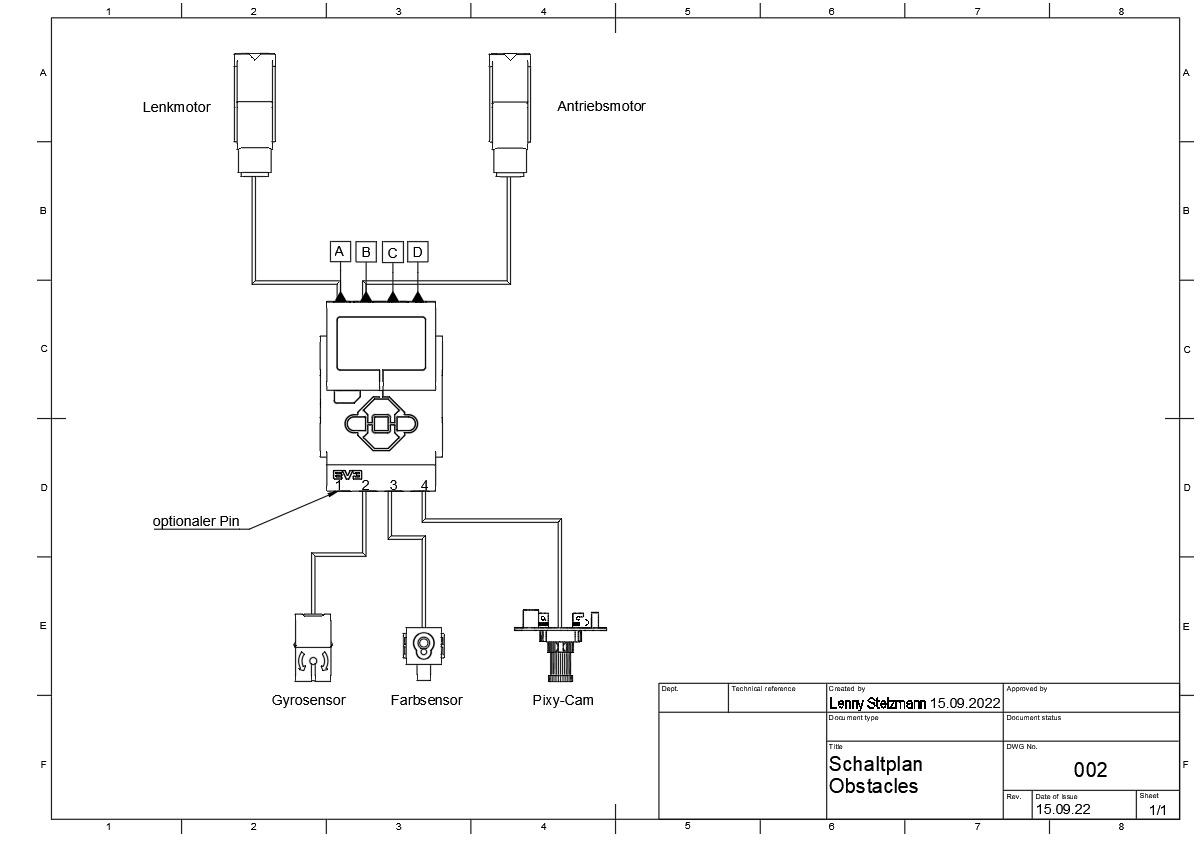 1 2 3 4 5 6 7 8
A A
Lenkmotor Antriebsmotor
B B
A B C D
C C
EV3
1 2 3 4
D D
optionaler Pin
E E
Gyrosensor Farbsensor Pixy-Cam
Dept. Technical reference Created by Approved by
Lenny Stelzmann 15.09.2022
Document type Document status
Title DWG No.
Schaltplan
Obstacles
002
F F
Rev. Date of issue Sheet
15.09.22 1/1
1 2 3 4 5 6 7 8